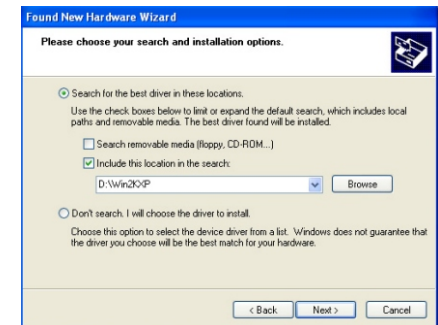 Found New Hardware Wizard
Please choose your search and installation options.
Search for the best driver in these locations.
Use the check boxes below to limit or expand the default search, which includes local
paths and removable media. The best driver found will be installed.
Search removable media (floppy, CD-ROM...)
Include this location in the search:
D:\Win2KXP
Browse
Don't search. I will choose the driver to install.
Choose this option to select the device driver from a list. Windows does not guarantee that
the driver you choose will be the best match for your hardware.
< Back
Next >
Cancel